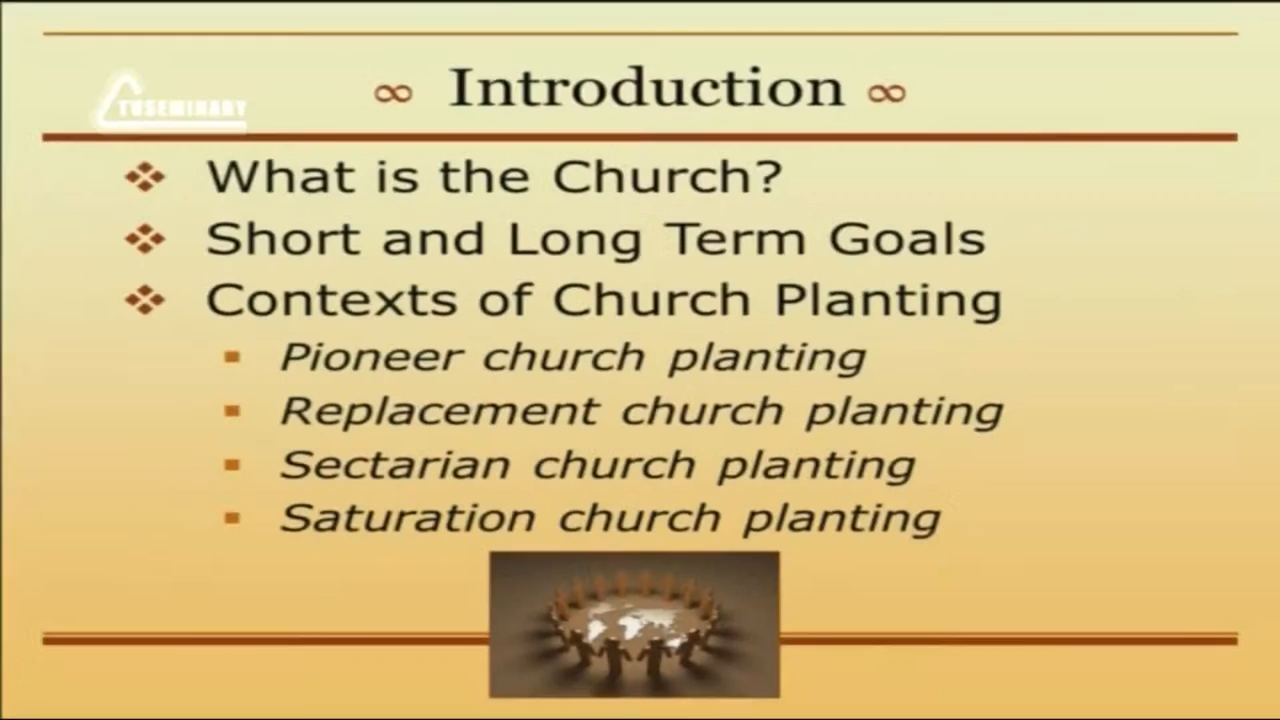 ∞ Introduction ∞
TUSEMINARY
What is the Church?
Short and Long Term Goals
Contexts of Church Planting
Pioneer church planting
Replacement church planting
Sectarian church planting
Saturation church planting